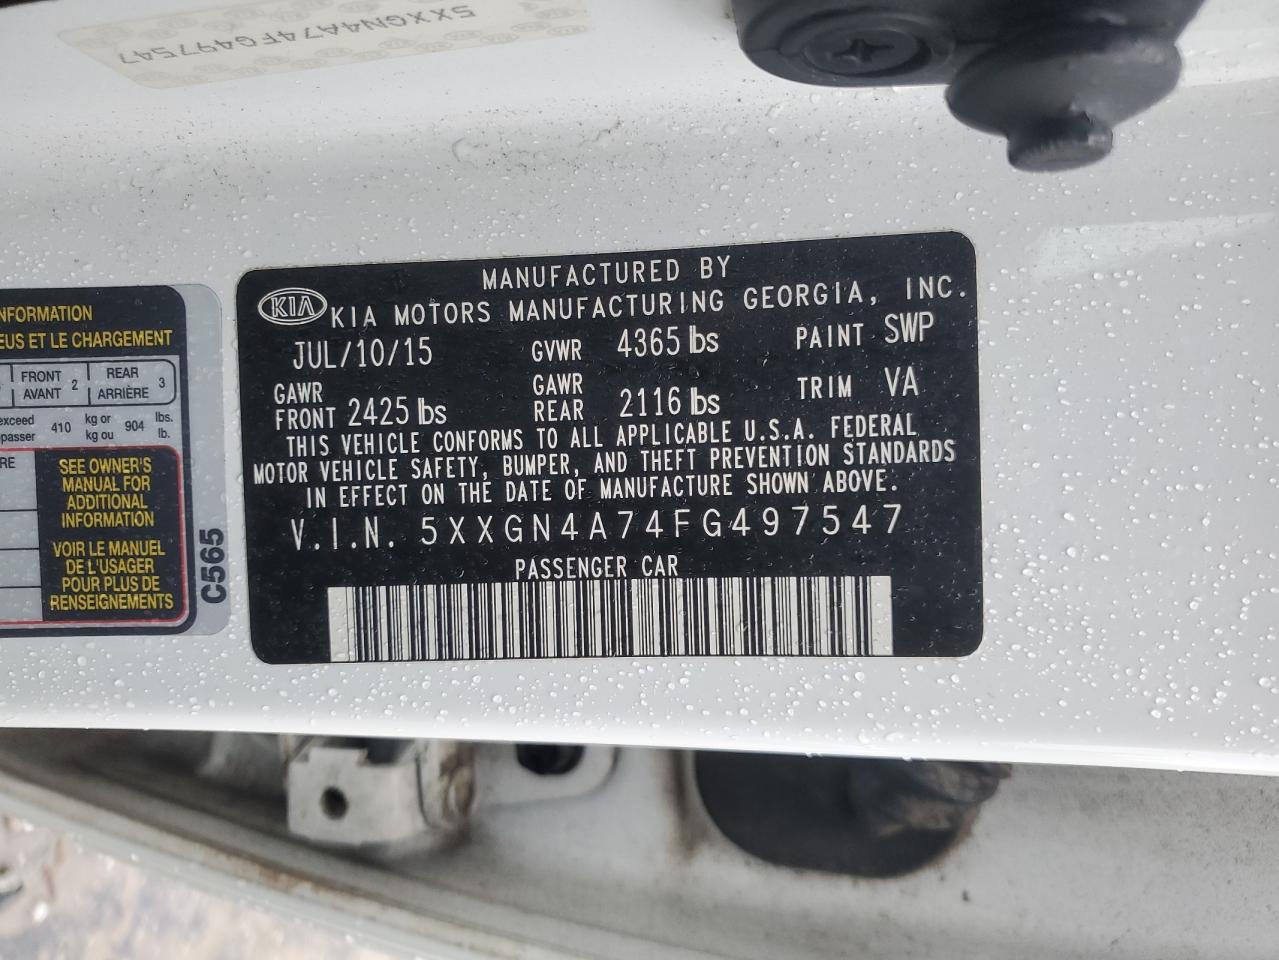 5XXGN4A74FG497547
MANUFACTURED BY
KIA KIA MOTORS MANUFACTURING GEORGIA, INC.
JUL/10/15 GVWR 4365 lbs PAINT SWP
GAWR FRONT 2425 lbs GAWR REAR 2116 lbs TRIM VA
THIS VEHICLE CONFORMS TO ALL APPLICABLE U.S.A. FEDERAL
MOTOR VEHICLE SAFETY, BUMPER, AND THEFT PREVENTION STANDARDS
IN EFFECT ON THE DATE OF MANUFACTURE SHOWN ABOVE.
V.I.N. 5XXGN4A74FG497547
PASSENGER CAR
INFORMATION
ET LE CHARGEMENT
FRONT AVANT 2 REAR ARRIÈRE 3
exceed 410 kg or 904 lbs.
passer kg ou lb.
SEE OWNER'S
MANUAL FOR
ADDITIONAL
INFORMATION
VOIR LE MANUEL
DE L'USAGER
POUR PLUS DE
RENSEIGNEMENTS
C565